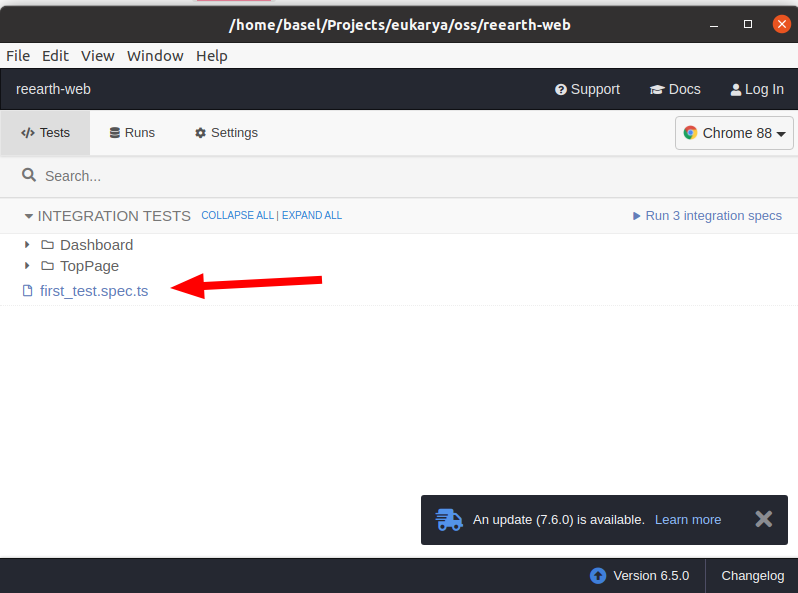 /home/basel/Projects/eukarya/oss/reearth-web
File Edit View Window Help
reearth-web Support Docs Log In
Tests Runs Settings Chrome 88
Search...
INTEGRATION TESTS COLLAPSE ALL | EXPAND ALL Run 3 integration specs
Dashboard
TopPage
first_test.spec.ts
An update (7.6.0) is available. Learn more
Version 6.5.0 Changelog